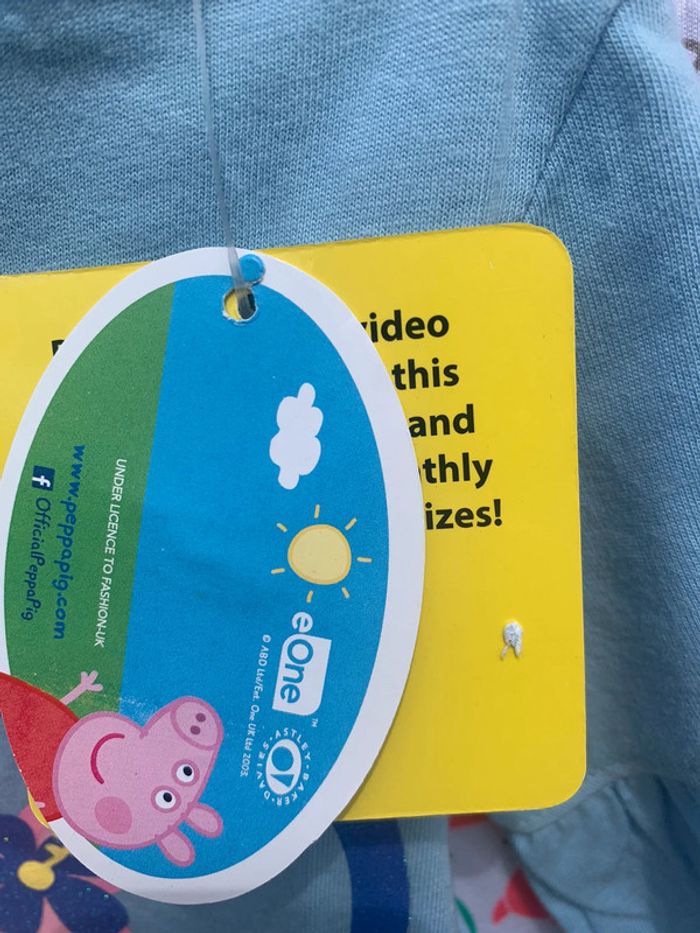 video
this
and
thly
izes!
UNDER LICENCE TO FASHION-UK
www.peppapig.com
f OfficialPeppaPig
eOne™
© ABD Ltd/Ent. One UK Ltd 2003.
ASTLEY·BAKER·DAVIES